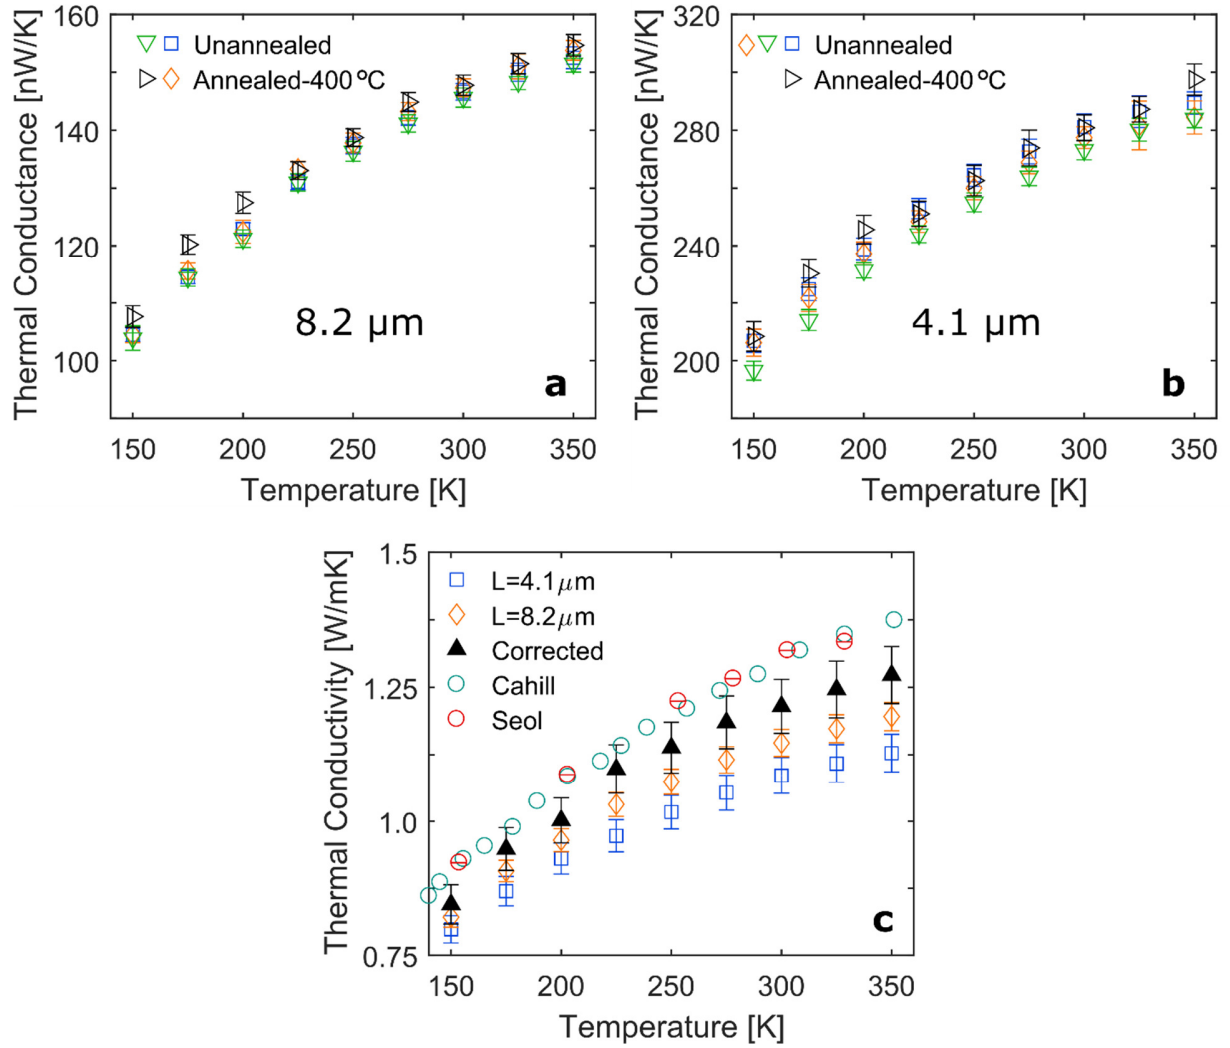 160
140
120
100
Thermal Conductance [nW/K]
Unannealed
Annealed-400 °C
8.2 µm
a
150 200 250 300 350
Temperature [K]
320
280
240
200
Thermal Conductance [nW/K]
Unannealed
Annealed-400 °C
4.1 µm
b
150 200 250 300 350
Temperature [K]
1.5
1.25
1.0
0.75
Thermal Conductivity [W/mK]
L=4.1µm
L=8.2µm
Corrected
Cahill
Seol
c
150 200 250 300 350
Temperature [K]